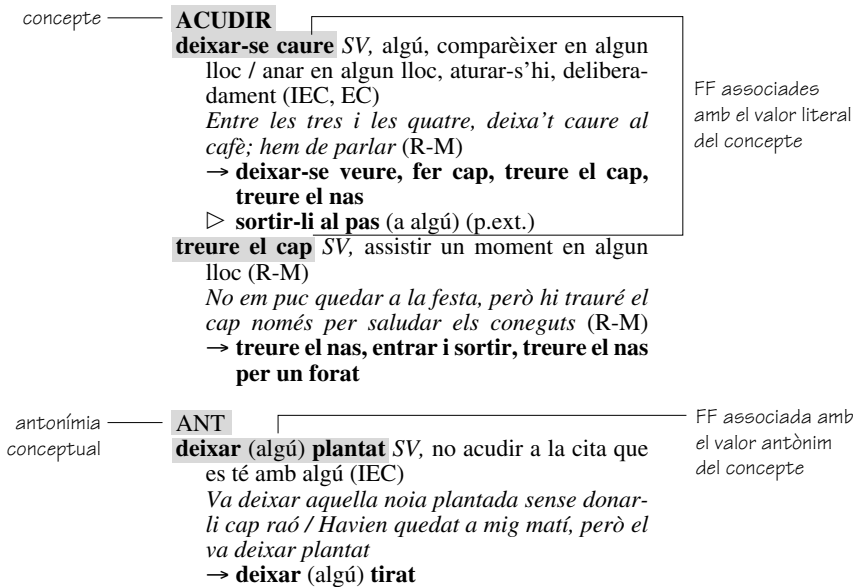 concepte
ACUDIR
deixar-se caure SV, algú, comparèixer en algun
lloc / anar en algun lloc, aturar-s'hi, delibera-
dament (IEC, EC)
Entre les tres i les quatre, deixa't caure al
cafè; hem de parlar (R-M)
→ deixar-se veure, fer cap, treure el cap,
treure el nas
▷ sortir-li al pas (a algú) (p.ext.)
treure el cap SV, assistir un moment en algun
lloc (R-M)
No em puc quedar a la festa, però hi trauré el
cap només per saludar els coneguts (R-M)
→ treure el nas, entrar i sortir, treure el nas
per un forat
FF associades
amb el valor literal
del concepte
antonímia
conceptual
ANT
deixar (algú) plantat SV, no acudir a la cita que
es té amb algú (IEC)
Va deixar aquella noia plantada sense donar-
li cap raó / Havien quedat a mig matí, però el
va deixar plantat
→ deixar (algú) tirat
FF associada amb
el valor antònim
del concepte